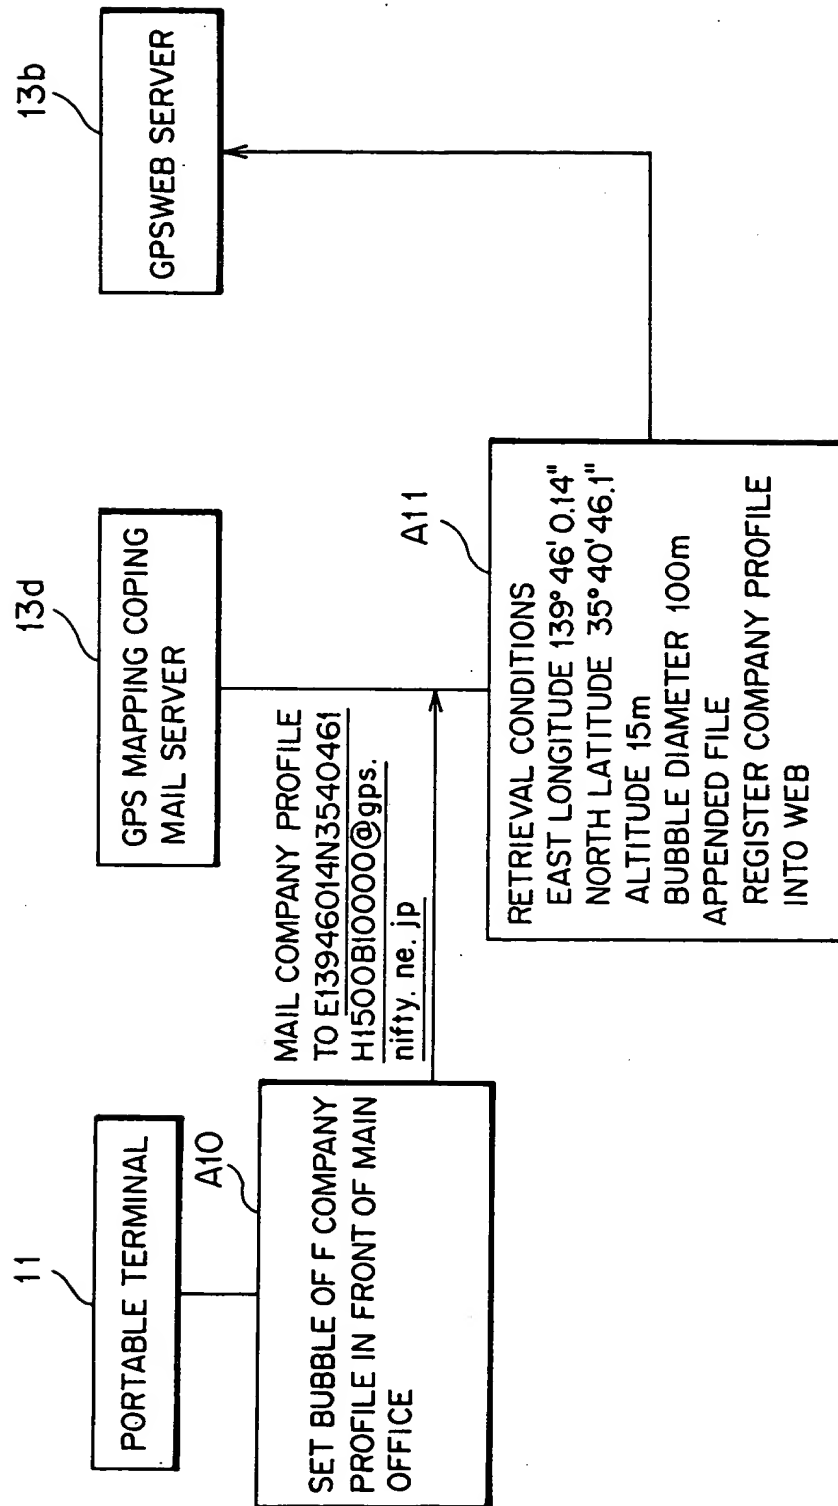 11
PORTABLE TERMINAL
A10
SET BUBBLE OF F COMPANY
PROFILE IN FRONT OF MAIN
OFFICE
MAIL COMPANY PROFILE
TO E13946014N3540461
H1500B10000@gps.
nifty.ne.jp
13d
GPS MAPPING COPING
MAIL SERVER
A11
RETRIEVAL CONDITIONS
EAST LONGITUDE 139°46'0.14"
NORTH LATITUDE 35°40'46.1"
ALTITUDE 15m
BUBBLE DIAMETER 100m
APPENDED FILE
REGISTER COMPANY PROFILE
INTO WEB
13b
GPSWEB SERVER